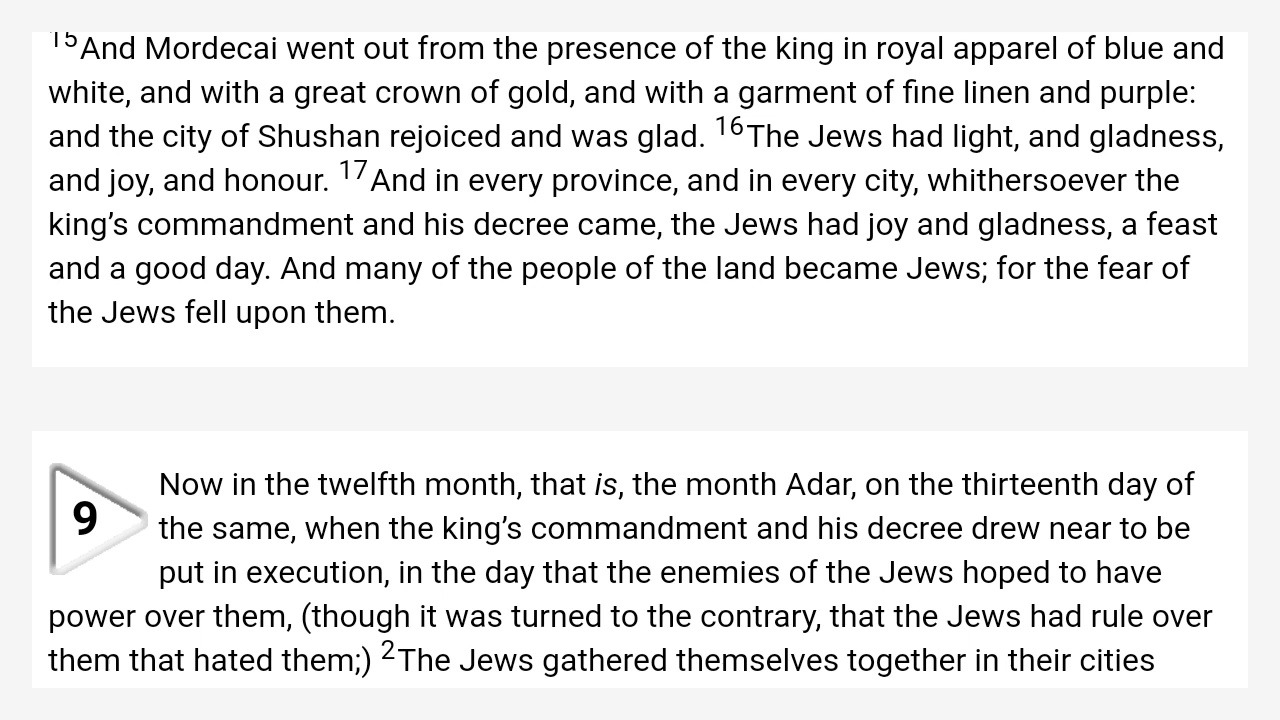 15And Mordecai went out from the presence of the king in royal apparel of blue and
white, and with a great crown of gold, and with a garment of fine linen and purple:
and the city of Shushan rejoiced and was glad. 16The Jews had light, and gladness,
and joy, and honour. 17And in every province, and in every city, whithersoever the
king’s commandment and his decree came, the Jews had joy and gladness, a feast
and a good day. And many of the people of the land became Jews; for the fear of
the Jews fell upon them.
9
Now in the twelfth month, that is, the month Adar, on the thirteenth day of
the same, when the king’s commandment and his decree drew near to be
put in execution, in the day that the enemies of the Jews hoped to have
power over them, (though it was turned to the contrary, that the Jews had rule over
them that hated them;) 2The Jews gathered themselves together in their cities